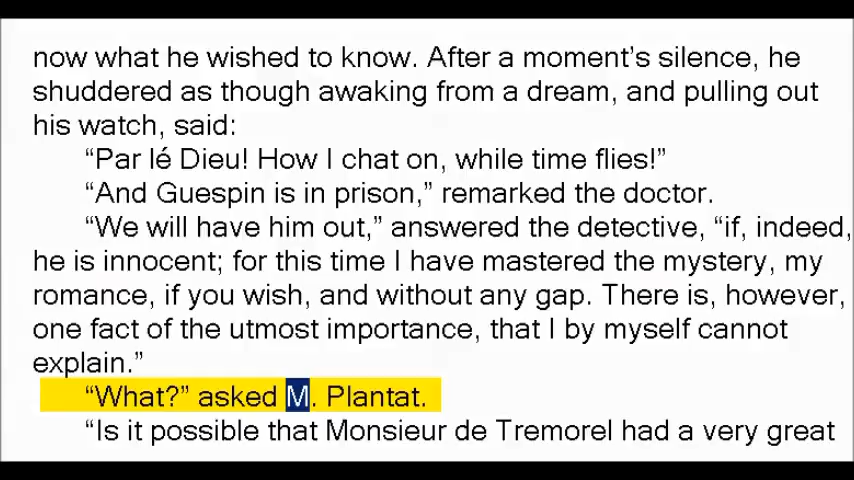 now what he wished to know. After a moment’s silence, he
shuddered as though awaking from a dream, and pulling out
his watch, said:
“Par lé Dieu! How I chat on, while time flies!”
“And Guespin is in prison,” remarked the doctor.
“We will have him out,” answered the detective, “if, indeed,
he is innocent; for this time I have mastered the mystery, my
romance, if you wish, and without any gap. There is, however,
one fact of the utmost importance, that I by myself cannot
explain.”
“What?” asked M. Plantat.
“Is it possible that Monsieur de Tremorel had a very great